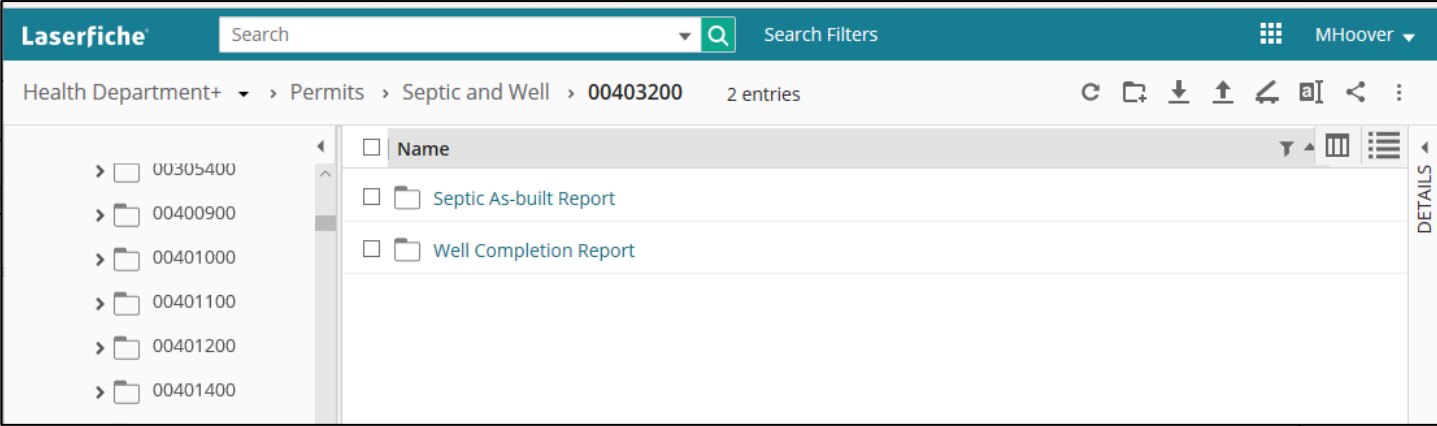 Laserfiche Search Search Filters MHoover
Health Department+ › Permits › Septic and Well › 00403200 2 entries
Name
00305400
Septic As-built Report
00400900
Well Completion Report
00401000
00401100
00401200
00401400
DETAILS